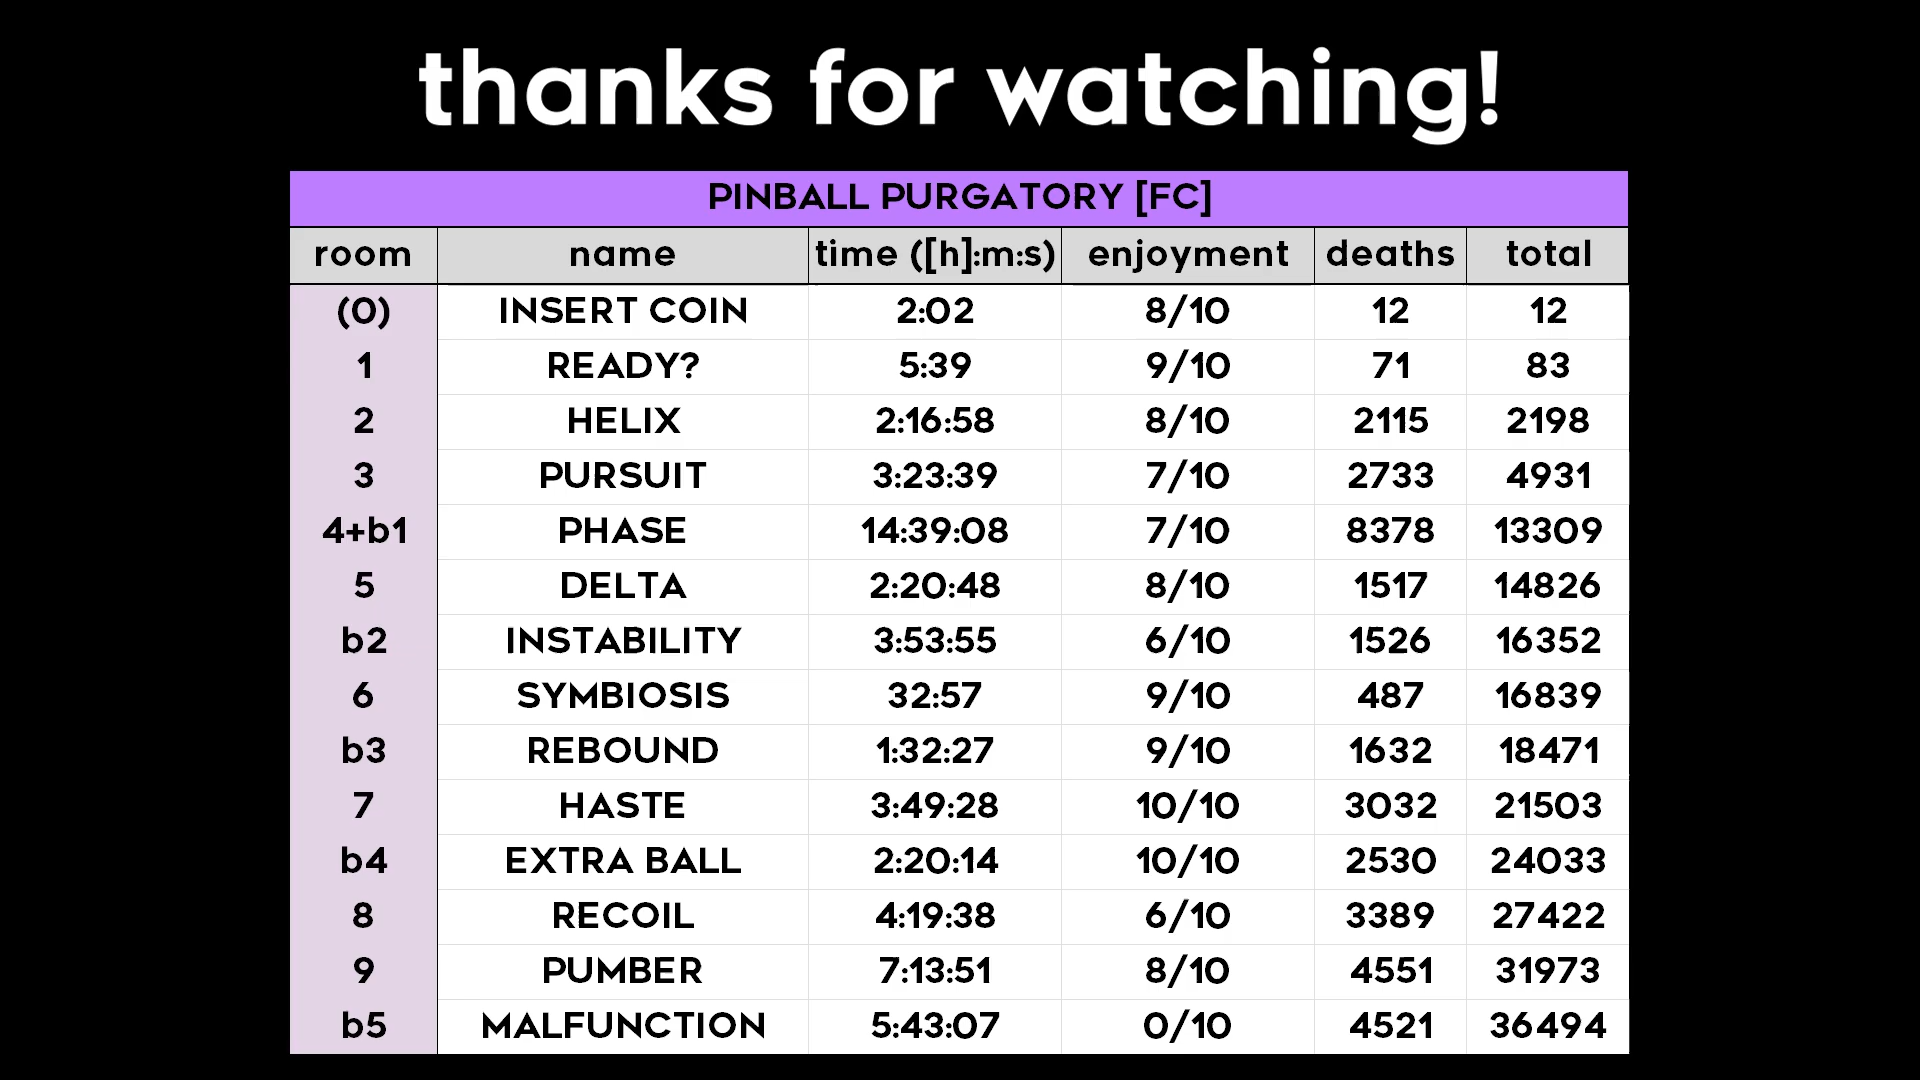 thanks for watching!
PINBALL PURGATORY [FC]
room name time ([h]:m:s) enjoyment deaths total
(0) INSERT COIN 2:02 8/10 12 12
1 READY? 5:39 9/10 71 83
2 HELIX 2:16:58 8/10 2115 2198
3 PURSUIT 3:23:39 7/10 2733 4931
4+b1 PHASE 14:39:08 7/10 8378 13309
5 DELTA 2:20:48 8/10 1517 14826
b2 INSTABILITY 3:53:55 6/10 1526 16352
6 SYMBIOSIS 32:57 9/10 487 16839
b3 REBOUND 1:32:27 9/10 1632 18471
7 HASTE 3:49:28 10/10 3032 21503
b4 EXTRA BALL 2:20:14 10/10 2530 24033
8 RECOIL 4:19:38 6/10 3389 27422
9 PUMBER 7:13:51 8/10 4551 31973
b5 MALFUNCTION 5:43:07 0/10 4521 36494